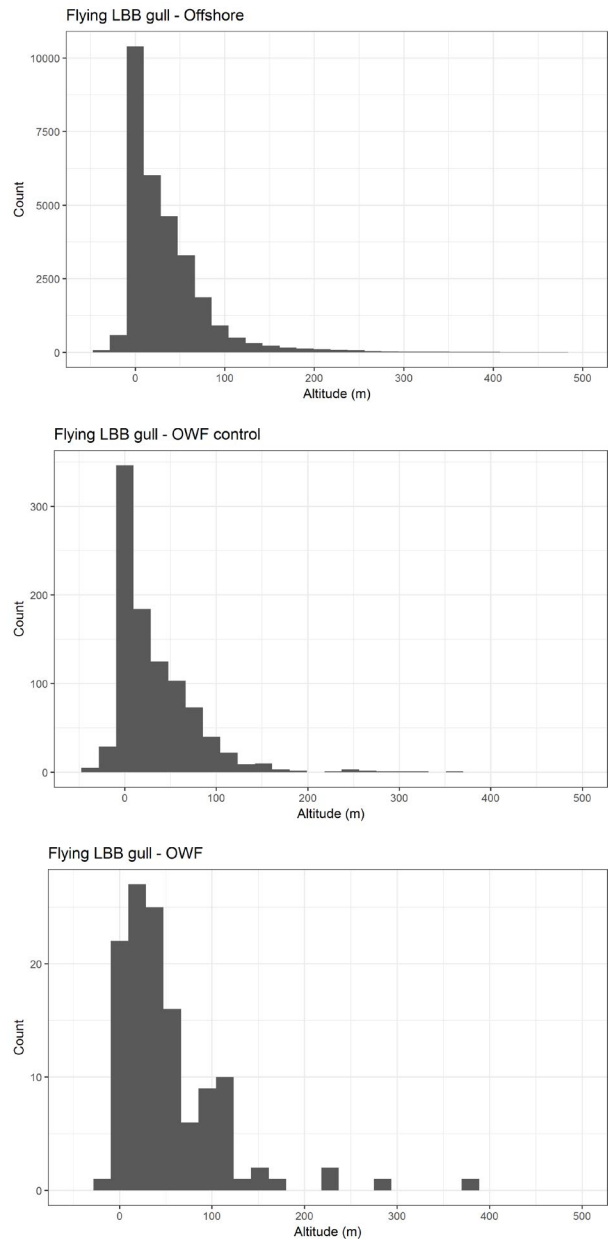 Flying LBB gull - Offshore
10000
7500
5000
2500
0
Count
0 100 200 300 400 500
Altitude (m)
Flying LBB gull - OWF control
300
200
100
0
Count
0 100 200 300 400 500
Altitude (m)
Flying LBB gull - OWF
20
10
0
Count
0 100 200 300 400 500
Altitude (m)